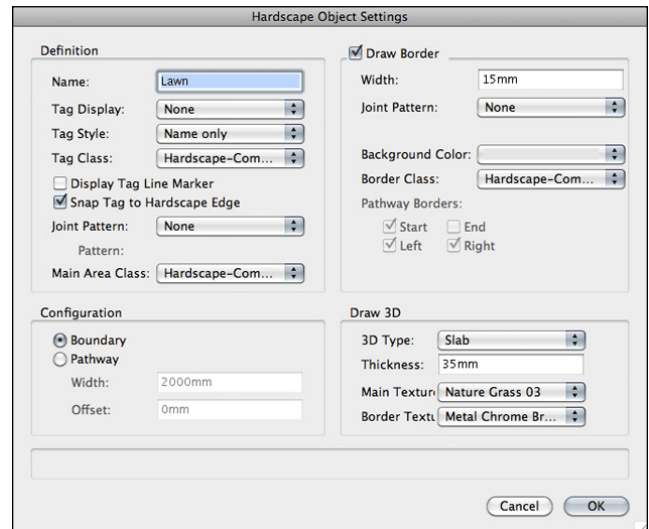 Hardscape Object Settings
Definition
Name: Lawn
Tag Display: None
Tag Style: Name only
Tag Class: Hardscape-Com...
Display Tag Line Marker
Snap Tag to Hardscape Edge
Joint Pattern: None
Pattern:
Main Area Class: Hardscape-Com...
Draw Border
Width: 15mm
Joint Pattern: None
Background Color:
Border Class: Hardscape-Com...
Pathway Borders:
Start End
Left Right
Configuration
Boundary
Pathway
Width: 2000mm
Offset: 0mm
Draw 3D
3D Type: Slab
Thickness: 35mm
Main Textur Nature Grass 03
Border Textu Metal Chrome Br...
Cancel OK